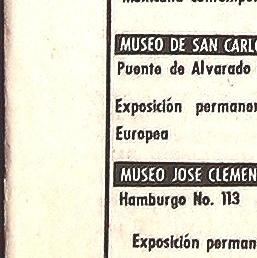 MUSEO DE SAN CARLO
Puente de Alvarado
Exposición permanen
Europea
MUSEO JOSE CLEMEN
Hamburgo No. 113
Exposición perman